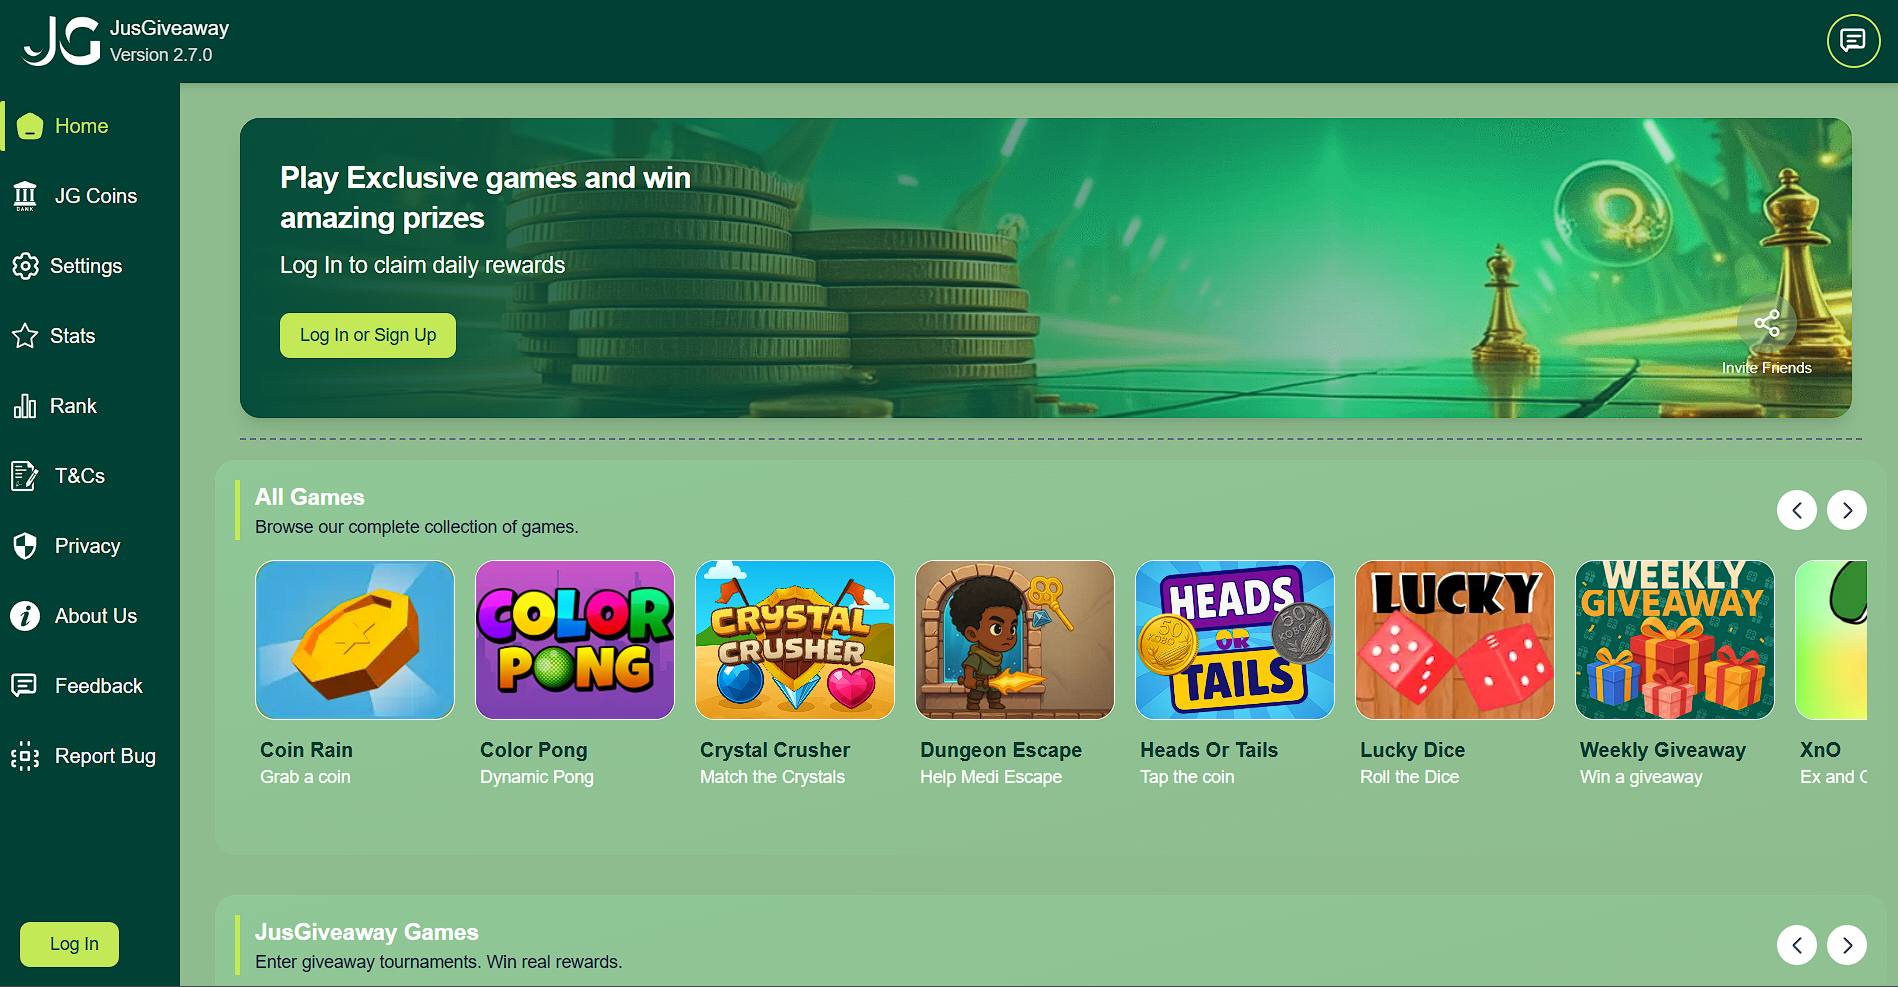 JG
JusGiveaway
Version 2.7.0
Home
BANK
JG Coins
Settings
Stats
Rank
T&Cs
Privacy
About Us
Feedback
Report Bug
Log In
Play Exclusive games and win
amazing prizes
Log In to claim daily rewards
Log In or Sign Up
Invite Friends
All Games
Browse our complete collection of games.
COLOR
PONG
CRYSTAL
CRUSHER
HEADS
OR
TAILS
50
KOBO
50
KOBO
LUCKY
WEEKLY
GIVEAWAY
Coin Rain
Grab a coin
Color Pong
Dynamic Pong
Crystal Crusher
Match the Crystals
Dungeon Escape
Help Medi Escape
Heads Or Tails
Tap the coin
Lucky Dice
Roll the Dice
Weekly Giveaway
Win a giveaway
XnO
Ex and
JusGiveaway Games
Enter giveaway tournaments. Win real rewards.